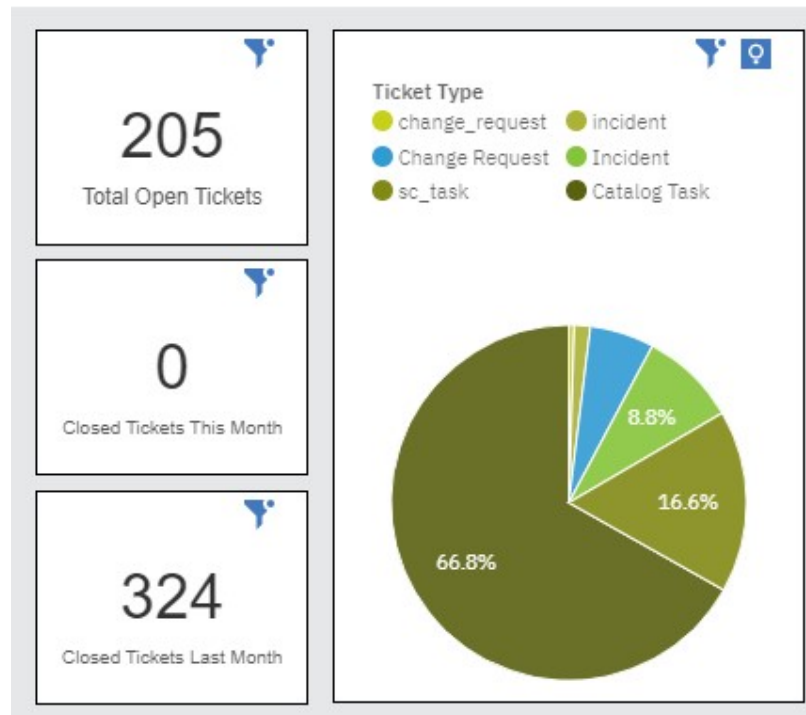 205
Total Open Tickets
0
Closed Tickets This Month
324
Closed Tickets Last Month
Ticket Type
change_request incident
Change Request Incident
sc_task Catalog Task
8.8%
16.6%
66.8%